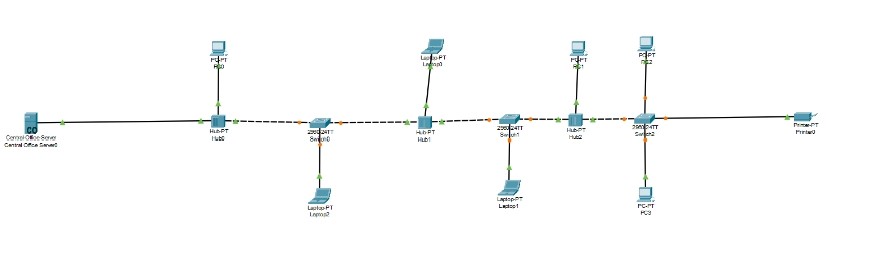 PC-PT
PC0
Laptop-PT
Laptop0
PC-PT
PC1
PC-PT
PC2
CO
Central Office Server
Central Office Server0
Hub-PT
Hub0
2960-24TT
Switch0
Hub-PT
Hub1
2960-24TT
Switch1
Hub-PT
Hub2
2960-24TT
Switch2
Printer-PT
Printer0
Laptop-PT
Laptop2
Laptop-PT
Laptop1
PC-PT
PC3